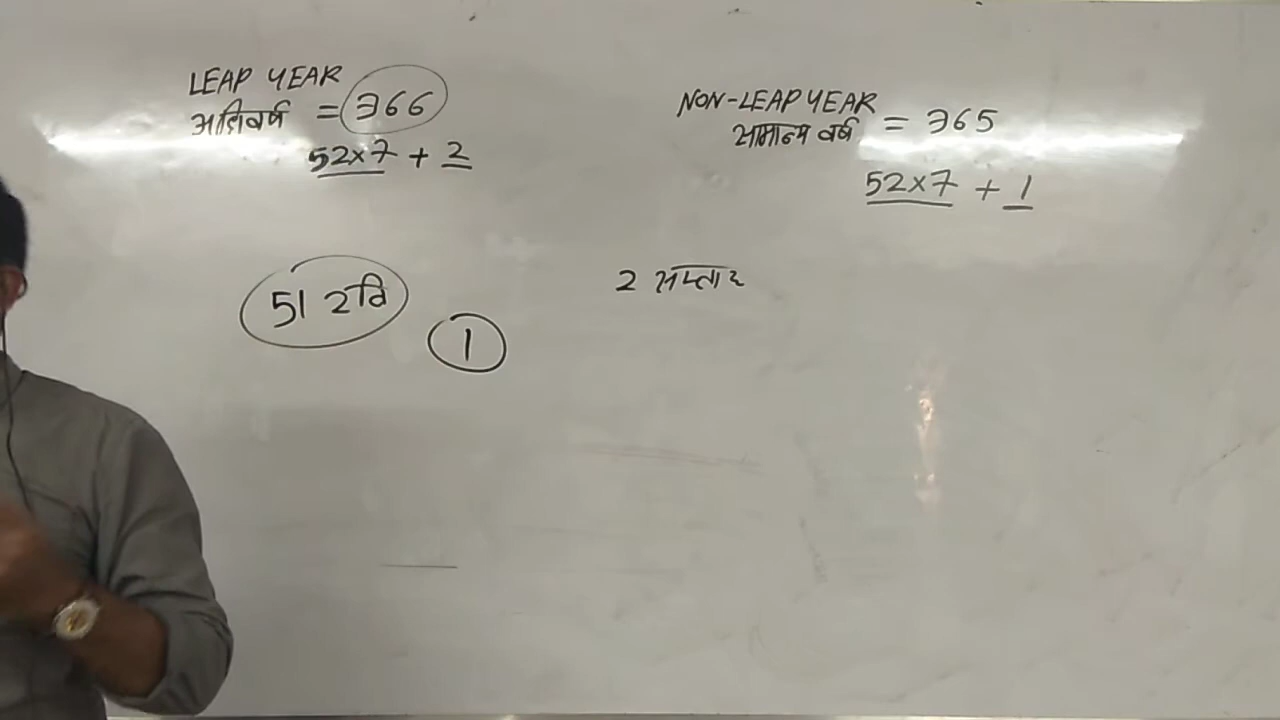 LEAP YEAR
अधिवर्ष = 366
52×7 + 2
NON-LEAP YEAR
सामान्य वर्ष = 365
52×7 + 1
51 रवि
1
2 सप्ताह